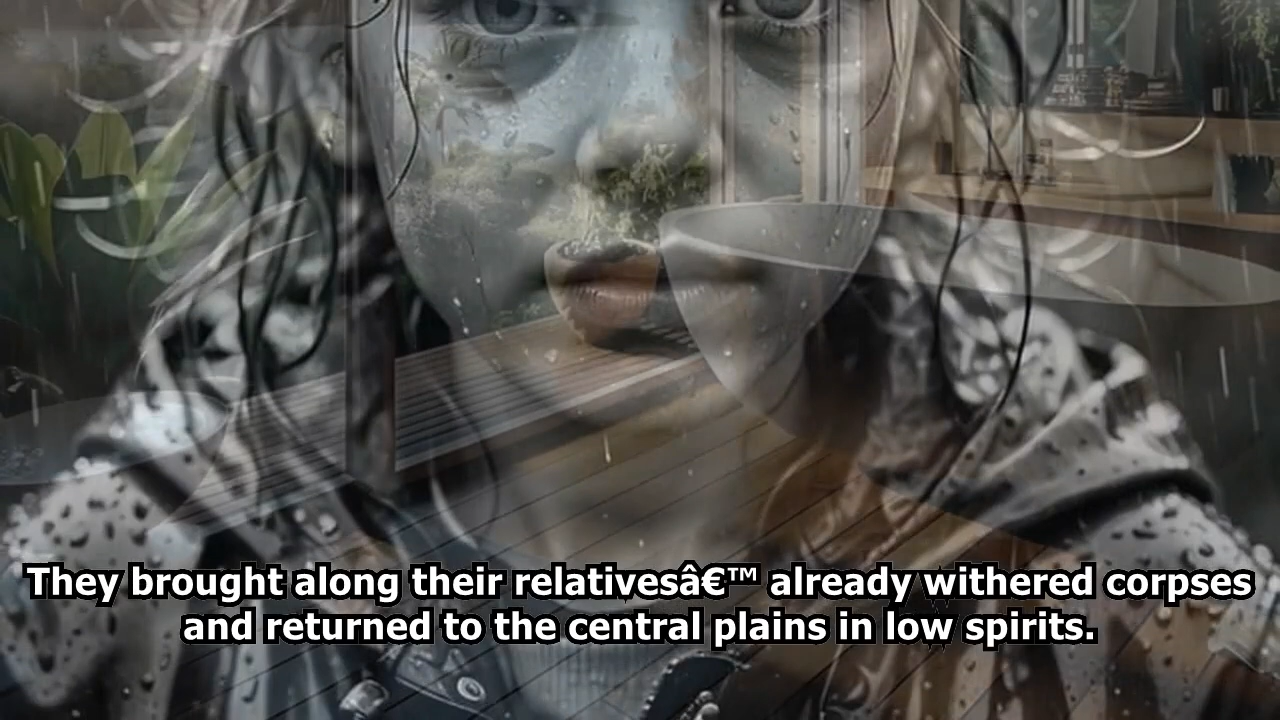 They brought along their relativesâ€™ already withered corpses
and returned to the central plains in low spirits.